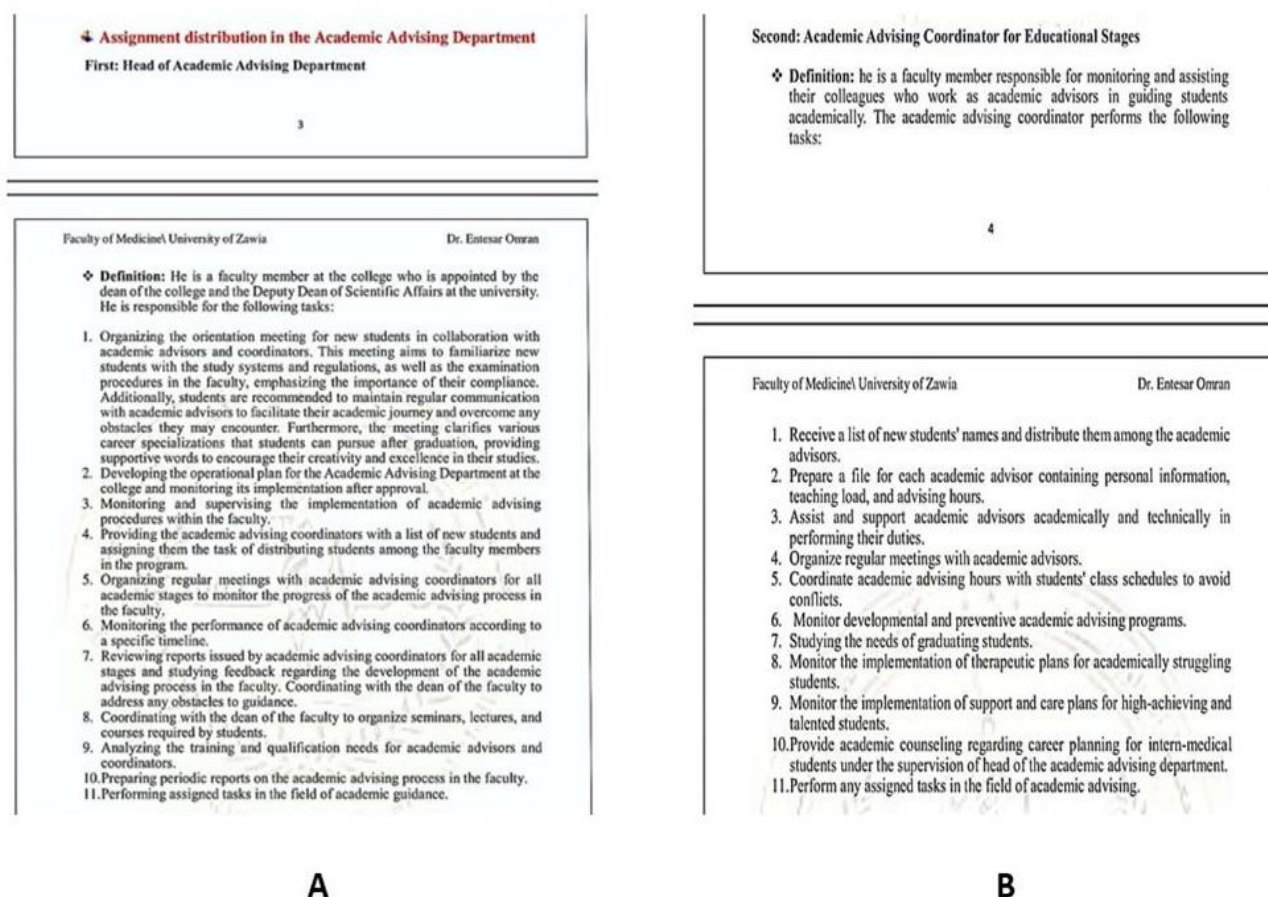 Assignment distribution in the Academic Advising Department
First: Head of Academic Advising Department
3
Faculty of Medicine\ University of Zawia
Dr. Entesar Omran
❖ Definition: He is a faculty member at the college who is appointed by the
dean of the college and the Deputy Dean of Scientific Affairs at the university.
He is responsible for the following tasks:
1. Organizing the orientation meeting for new students in collaboration with
academic advisors and coordinators. This meeting aims to familiarize new
students with the study systems and regulations, as well as the examination
procedures in the faculty, emphasizing the importance of their compliance.
Additionally, students are recommended to maintain regular communication
with academic advisors to facilitate their academic journey and overcome any
obstacles they may encounter. Furthermore, the meeting clarifies various
career specializations that students can pursue after graduation, providing
supportive words to encourage their creativity and excellence in their studies.
2. Developing the operational plan for the Academic Advising Department at the
college and monitoring its implementation after approval.
3. Monitoring and supervising the implementation of academic advising
procedures within the faculty.
4. Providing the academic advising coordinators with a list of new students and
assigning them the task of distributing students among the faculty members
in the program.
5. Organizing regular meetings with academic advising coordinators for all
academic stages to monitor the progress of the academic advising process in
the faculty.
6. Monitoring the performance of academic advising coordinators according to
a specific timeline.
7. Reviewing reports issued by academic advising coordinators for all academic
stages and studying feedback regarding the development of the academic
advising process in the faculty. Coordinating with the dean of the faculty to
address any obstacles to guidance.
8. Coordinating with the dean of the faculty to organize seminars, lectures, and
courses required by students.
9. Analyzing the training and qualification needs for academic advisors and
coordinators.
10.Preparing periodic reports on the academic advising process in the faculty.
11.Performing assigned tasks in the field of academic guidance.
A
Second: Academic Advising Coordinator for Educational Stages
❖ Definition: he is a faculty member responsible for monitoring and assisting
their colleagues who work as academic advisors in guiding students
academically. The academic advising coordinator performs the following
tasks:
4
Faculty of Medicine\ University of Zawia
Dr. Entesar Omran
1. Receive a list of new students' names and distribute them among the academic
advisors.
2. Prepare a file for each academic advisor containing personal information,
teaching load, and advising hours.
3. Assist and support academic advisors academically and technically in
performing their duties.
4. Organize regular meetings with academic advisors.
5. Coordinate academic advising hours with students' class schedules to avoid
conflicts.
6. Monitor developmental and preventive academic advising programs.
7. Studying the needs of graduating students.
8. Monitor the implementation of therapeutic plans for academically struggling
students.
9. Monitor the implementation of support and care plans for high-achieving and
talented students.
10.Provide academic counseling regarding career planning for intern-medical
students under the supervision of head of the academic advising department.
11.Perform any assigned tasks in the field of academic advising.
B